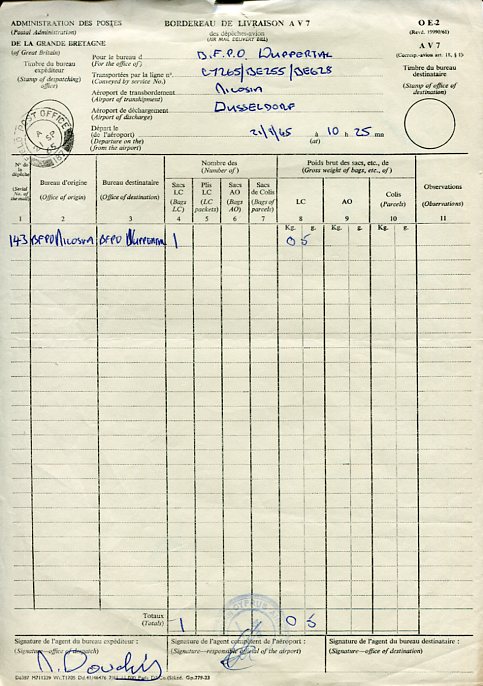 ADMINISTRATION DES POSTES
(Postal Administration)
DE LA GRANDE BRETAGNE
(of Great Britain)
Timbre du bureau
expéditeur
(Stamp of despatching
office)
BORDEREAU DE LIVRAISON A V 7
des dépêches-avion
(AIR MAIL DELIVERY BILL)
O E-2
A V 7
(Corresp.-avion art. 18, § 1)
Pour le bureau d
(For the office of)
B.F.P.O WUPPERTAL
Transportées par la ligne nº.
(Conveyed by service No.)
CY265/BE255/BE628
Aéroport de transbordement
(Airport of transhipment)
NICOSIA
Aéroport de déchargement
(Airport of discharge)
DUSSELDORF
Départ le
(de l'aéroport)
(Departure on the)
(from the airport)
à 10 h 25 mn
(at)
Timbre du bureau
destinataire
(Stamp of office of
destination)
POST OFFICE
Nº de la dépêche
(Serial No. of the mail)
Bureau d'origine
(Office of origin)
Bureau destinataire
(Office of destination)
Nombre des
(Number of)
Sacs LC
(Bags LC)
Plis LC
(LC packets)
Sacs AO
(Bags AO)
Sacs de Colis
(Bags of parcels)
Poids brut des sacs, etc., de
(Gross weight of bags, etc., of)
LC
AO
Colis
(Parcels)
Observations
(Observations)
1 2 3 4 5 6 7 8 9 10 11
Kg. g. Kg. g. Kg. g.
143 BFPO NICOSIA BFPO WUPPERTAL 1 0 5
Totaux
(Totals)
1 0 5
CYPRUS
Signature de l'agent du bureau expéditeur :
(Signature—office of despatch)
Signature de l'agent compétent de l'aéroport :
(Signature—responsible official of the airport)
Signature de l'agent du bureau destinataire :
(Signature—office of destination)